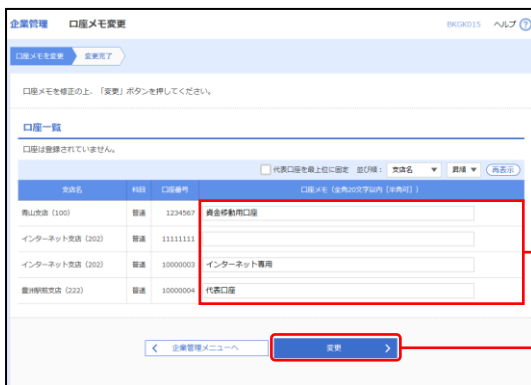 企業管理 口座メモ変更 BKGK015 ヘルプ ?
口座メモを変更 変更完了
口座メモを修正の上、「変更」ボタンを押してください。
口座一覧
口座は登録されていません。
代表口座を最上位に固定 並び順： 支店名 ▼ 昇順 ▼ 再表示
支店名 科目 口座番号 口座メモ（全角20文字以内［半角可］）
青山支店（100） 普通 1234567 資金移動用口座
インターネット支店（202） 普通 11111111
インターネット支店（202） 普通 10000003 インターネット専用
豊洲駅前支店（222） 普通 10000004 代表口座
企業管理メニューへ 変更